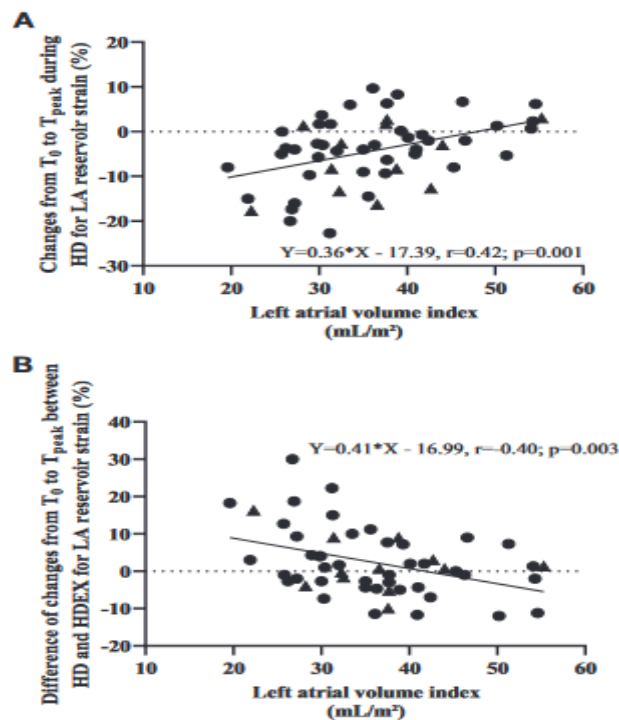 A
Changes from T0 to Tpeak during
HD for LA reservoir strain (%)
20
10
0
-10
-20
-30
Y=0.36*X - 17.39, r=0.42; p=0.001
10 20 30 40 50 60
Left atrial volume index
(mL/m²)
B
Difference of changes from T0 to Tpeak between
HD and HDEX for LA reservoir strain (%)
40
30
20
10
0
-10
-20
Y=0.41*X - 16.99, r=-0.40; p=0.003
10 20 30 40 50 60
Left atrial volume index
(mL/m²)